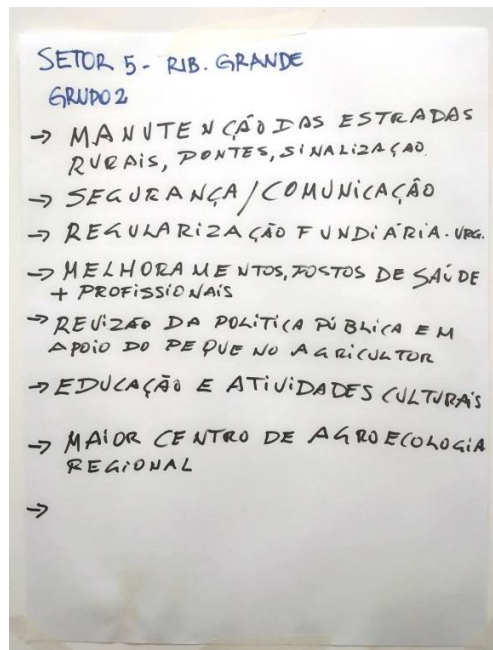 SETOR 5 - RIB. GRANDE
GRUPO 2
→ MANUTENÇÃO DAS ESTRADAS
RURAIS, PONTES, SINALIZAÇÃO.
→ SEGURANÇA / COMUNICAÇÃO
→ REGULARIZAÇÃO FUNDIÁRIA. URG.
→ MELHORAMENTOS, POSTOS DE SAÚDE
+ PROFISSIONAIS
→ REVIZÃO DA POLÍTICA PÚBLICA EM
APOIO DO PEQUENO AGRICULTOR
→ EDUCAÇÃO E ATIVIDADES CULTURAIS
→ MAIOR CENTRO DE AGROECOLOGIA
REGIONAL
→